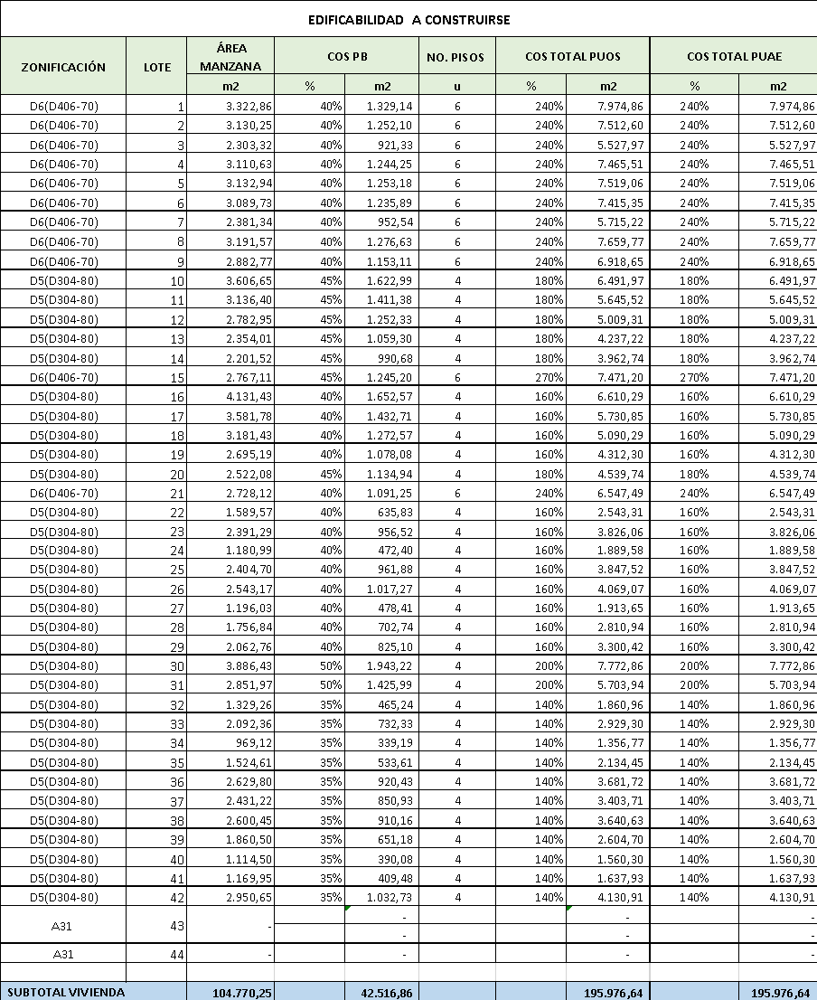 EDIFICABILIDAD A CONSTRUIRSE
ZONIFICACIÓN LOTE ÁREA MANZANA COS PB NO. PISOS COS TOTAL PUOS COS TOTAL PUAE
m2 % m2 u % m2 % m2
D6(D406-70) 1 3.322,86 40% 1.329,14 6 240% 7.974,86 240% 7.974,86
D6(D406-70) 2 3.130,25 40% 1.252,10 6 240% 7.512,60 240% 7.512,60
D6(D406-70) 3 2.303,32 40% 921,33 6 240% 5.527,97 240% 5.527,97
D6(D406-70) 4 3.110,63 40% 1.244,25 6 240% 7.465,51 240% 7.465,51
D6(D406-70) 5 3.132,94 40% 1.253,18 6 240% 7.519,06 240% 7.519,06
D6(D406-70) 6 3.089,73 40% 1.235,89 6 240% 7.415,35 240% 7.415,35
D6(D406-70) 7 2.381,34 40% 952,54 6 240% 5.715,22 240% 5.715,22
D6(D406-70) 8 3.191,57 40% 1.276,63 6 240% 7.659,77 240% 7.659,77
D6(D406-70) 9 2.882,77 40% 1.153,11 6 240% 6.918,65 240% 6.918,65
D5(D304-80) 10 3.606,65 45% 1.622,99 4 180% 6.491,97 180% 6.491,97
D5(D304-80) 11 3.136,40 45% 1.411,38 4 180% 5.645,52 180% 5.645,52
D5(D304-80) 12 2.782,95 45% 1.252,33 4 180% 5.009,31 180% 5.009,31
D5(D304-80) 13 2.354,01 45% 1.059,30 4 180% 4.237,22 180% 4.237,22
D5(D304-80) 14 2.201,52 45% 990,68 4 180% 3.962,74 180% 3.962,74
D6(D406-70) 15 2.767,11 45% 1.245,20 6 270% 7.471,20 270% 7.471,20
D5(D304-80) 16 4.131,43 40% 1.652,57 4 160% 6.610,29 160% 6.610,29
D5(D304-80) 17 3.581,78 40% 1.432,71 4 160% 5.730,85 160% 5.730,85
D5(D304-80) 18 3.181,43 40% 1.272,57 4 160% 5.090,29 160% 5.090,29
D5(D304-80) 19 2.695,19 40% 1.078,08 4 160% 4.312,30 160% 4.312,30
D5(D304-80) 20 2.522,08 45% 1.134,94 4 180% 4.539,74 180% 4.539,74
D6(D406-70) 21 2.728,12 40% 1.091,25 6 240% 6.547,49 240% 6.547,49
D5(D304-80) 22 1.589,57 40% 635,83 4 160% 2.543,31 160% 2.543,31
D5(D304-80) 23 2.391,29 40% 956,52 4 160% 3.826,06 160% 3.826,06
D5(D304-80) 24 1.180,99 40% 472,40 4 160% 1.889,58 160% 1.889,58
D5(D304-80) 25 2.404,70 40% 961,88 4 160% 3.847,52 160% 3.847,52
D5(D304-80) 26 2.543,17 40% 1.017,27 4 160% 4.069,07 160% 4.069,07
D5(D304-80) 27 1.196,03 40% 478,41 4 160% 1.913,65 160% 1.913,65
D5(D304-80) 28 1.756,84 40% 702,74 4 160% 2.810,94 160% 2.810,94
D5(D304-80) 29 2.062,76 40% 825,10 4 160% 3.300,42 160% 3.300,42
D5(D304-80) 30 3.886,43 50% 1.943,22 4 200% 7.772,86 200% 7.772,86
D5(D304-80) 31 2.851,97 50% 1.425,99 4 200% 5.703,94 200% 5.703,94
D5(D304-80) 32 1.329,26 35% 465,24 4 140% 1.860,96 140% 1.860,96
D5(D304-80) 33 2.092,36 35% 732,33 4 140% 2.929,30 140% 2.929,30
D5(D304-80) 34 969,12 35% 339,19 4 140% 1.356,77 140% 1.356,77
D5(D304-80) 35 1.524,61 35% 533,61 4 140% 2.134,45 140% 2.134,45
D5(D304-80) 36 2.629,80 35% 920,43 4 140% 3.681,72 140% 3.681,72
D5(D304-80) 37 2.431,22 35% 850,93 4 140% 3.403,71 140% 3.403,71
D5(D304-80) 38 2.600,45 35% 910,16 4 140% 3.640,63 140% 3.640,63
D5(D304-80) 39 1.860,50 35% 651,18 4 140% 2.604,70 140% 2.604,70
D5(D304-80) 40 1.114,50 35% 390,08 4 140% 1.560,30 140% 1.560,30
D5(D304-80) 41 1.169,95 35% 409,48 4 140% 1.637,93 140% 1.637,93
D5(D304-80) 42 2.950,65 35% 1.032,73 4 140% 4.130,91 140% 4.130,91
A31 43 - - - -
- - -
A31 44 - - - -
SUBTOTAL VIVIENDA 104.770,25 42.516,86 195.976,64 195.976,64